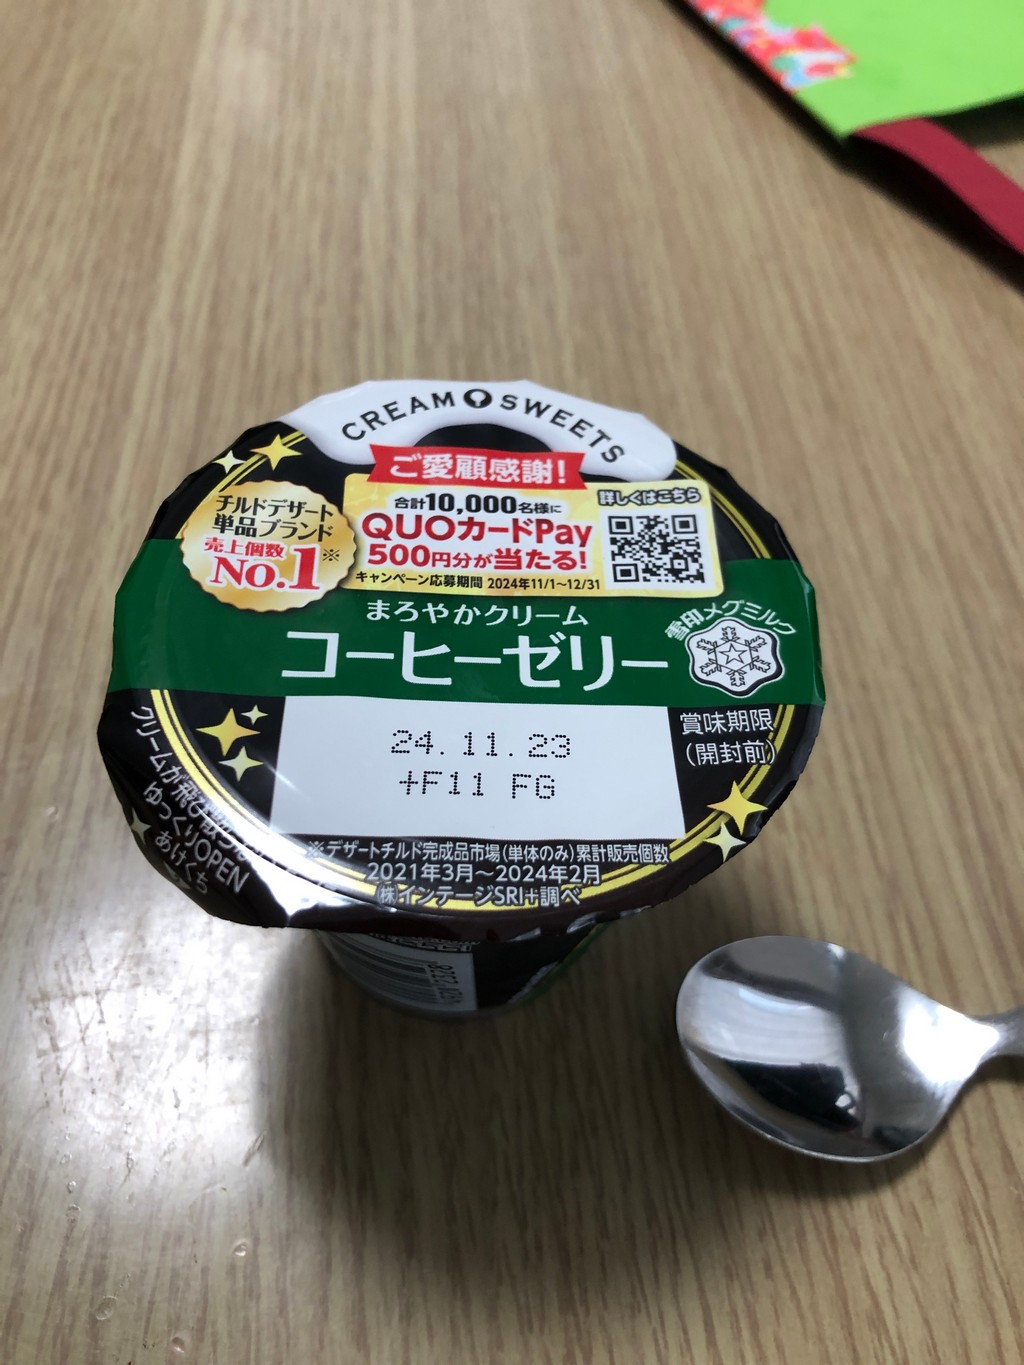 CREAM SWEETS
ご愛顧感謝!
合計10,000名様に
QUOカードPay
500円分が当たる!
キャンペーン応募期間 2024年11/1〜12/31
詳しくはこちら
チルドデザート
単品ブランド
売上個数
No.1※
まろやかクリーム
コーヒーゼリー
雪印メグミルク
24.11.23
+F11 FG
賞味期限
(開封前)
クリームが飛び散
ゆっくりOPEN
あけくち
※デザートチルド完成品市場(単体のみ)累計販売個数
2021年3月〜2024年2月
㈱インテージSRI+調べ